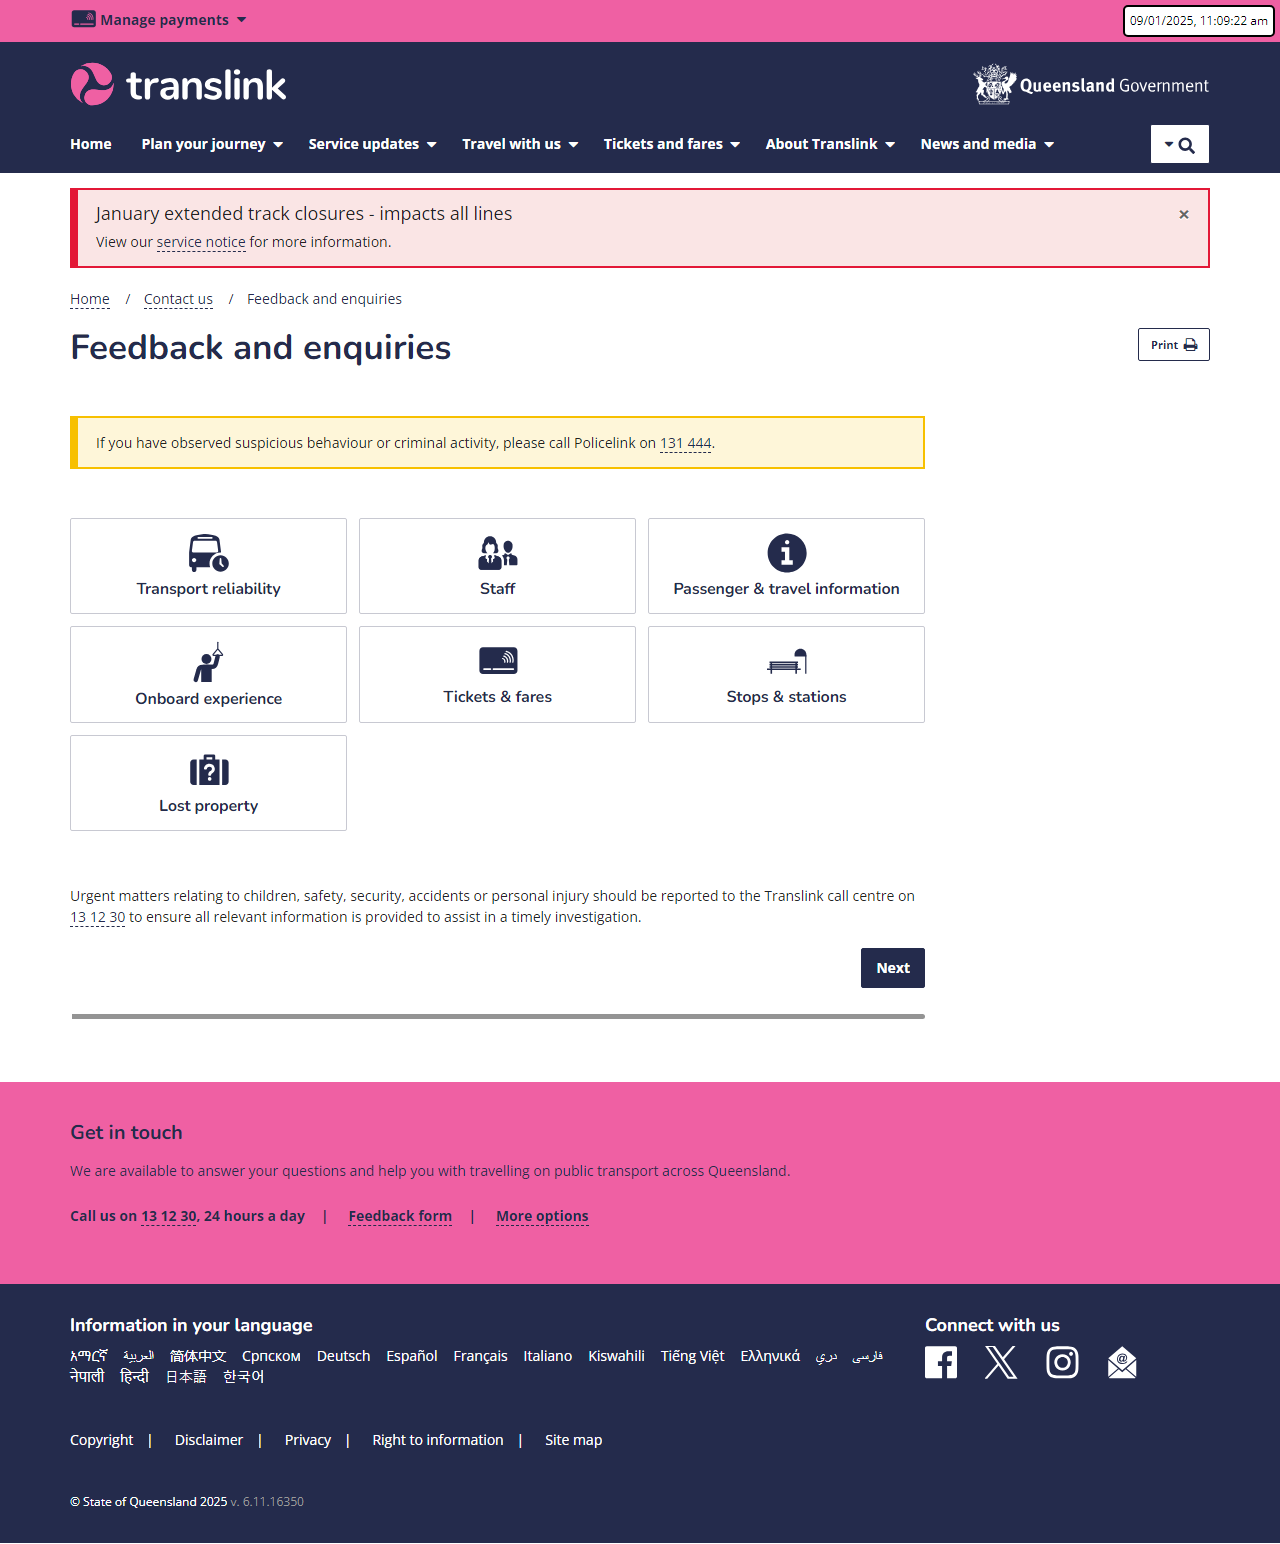 Manage payments
09/01/2025, 11:09:22 am
translink
Queensland Government
Home Plan your journey Service updates Travel with us Tickets and fares About Translink News and media
January extended track closures - impacts all lines
×
View our service notice for more information.
Home / Contact us / Feedback and enquiries
Feedback and enquiries
Print
If you have observed suspicious behaviour or criminal activity, please call Policelink on 131 444.
Transport reliability
Staff
Passenger & travel information
Onboard experience
Tickets & fares
Stops & stations
Lost property
Urgent matters relating to children, safety, security, accidents or personal injury should be reported to the Translink call centre on
13 12 30 to ensure all relevant information is provided to assist in a timely investigation.
Next
Get in touch
We are available to answer your questions and help you with travelling on public transport across Queensland.
Call us on 13 12 30, 24 hours a day | Feedback form | More options
Information in your language
አማርኛ العربية 简体中文 Српском Deutsch Español Français Italiano Kiswahili Tiếng Việt Ελληνικά دري فارسی
नेपाली हिन्दी 日本語 한국어
Connect with us
Copyright | Disclaimer | Privacy | Right to information | Site map
© State of Queensland 2025 v. 6.11.16350